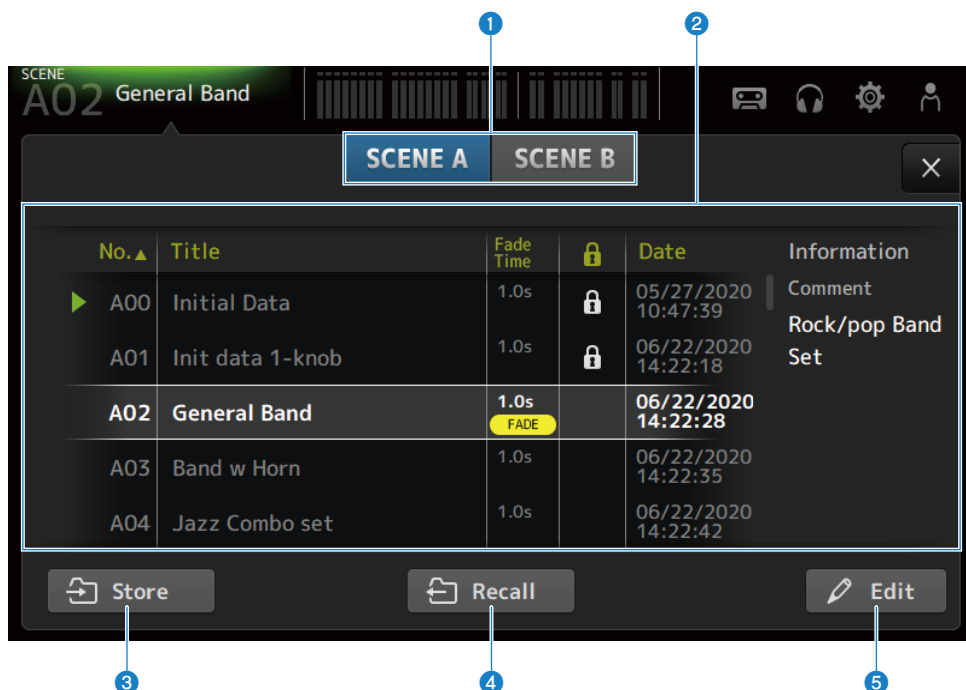 1 2
SCENE
A02 General Band
SCENE A SCENE B
No. ▲ Title Fade Time Date Information
A00 Initial Data 1.0s 05/27/2020 10:47:39
Comment
Rock/pop Band
Set
A01 Init data 1-knob 1.0s 06/22/2020 14:22:18
A02 General Band 1.0s FADE 06/22/2020 14:22:28
A03 Band w Horn 1.0s 06/22/2020 14:22:35
A04 Jazz Combo set 1.0s 06/22/2020 14:22:42
Store Recall Edit
3 4 5